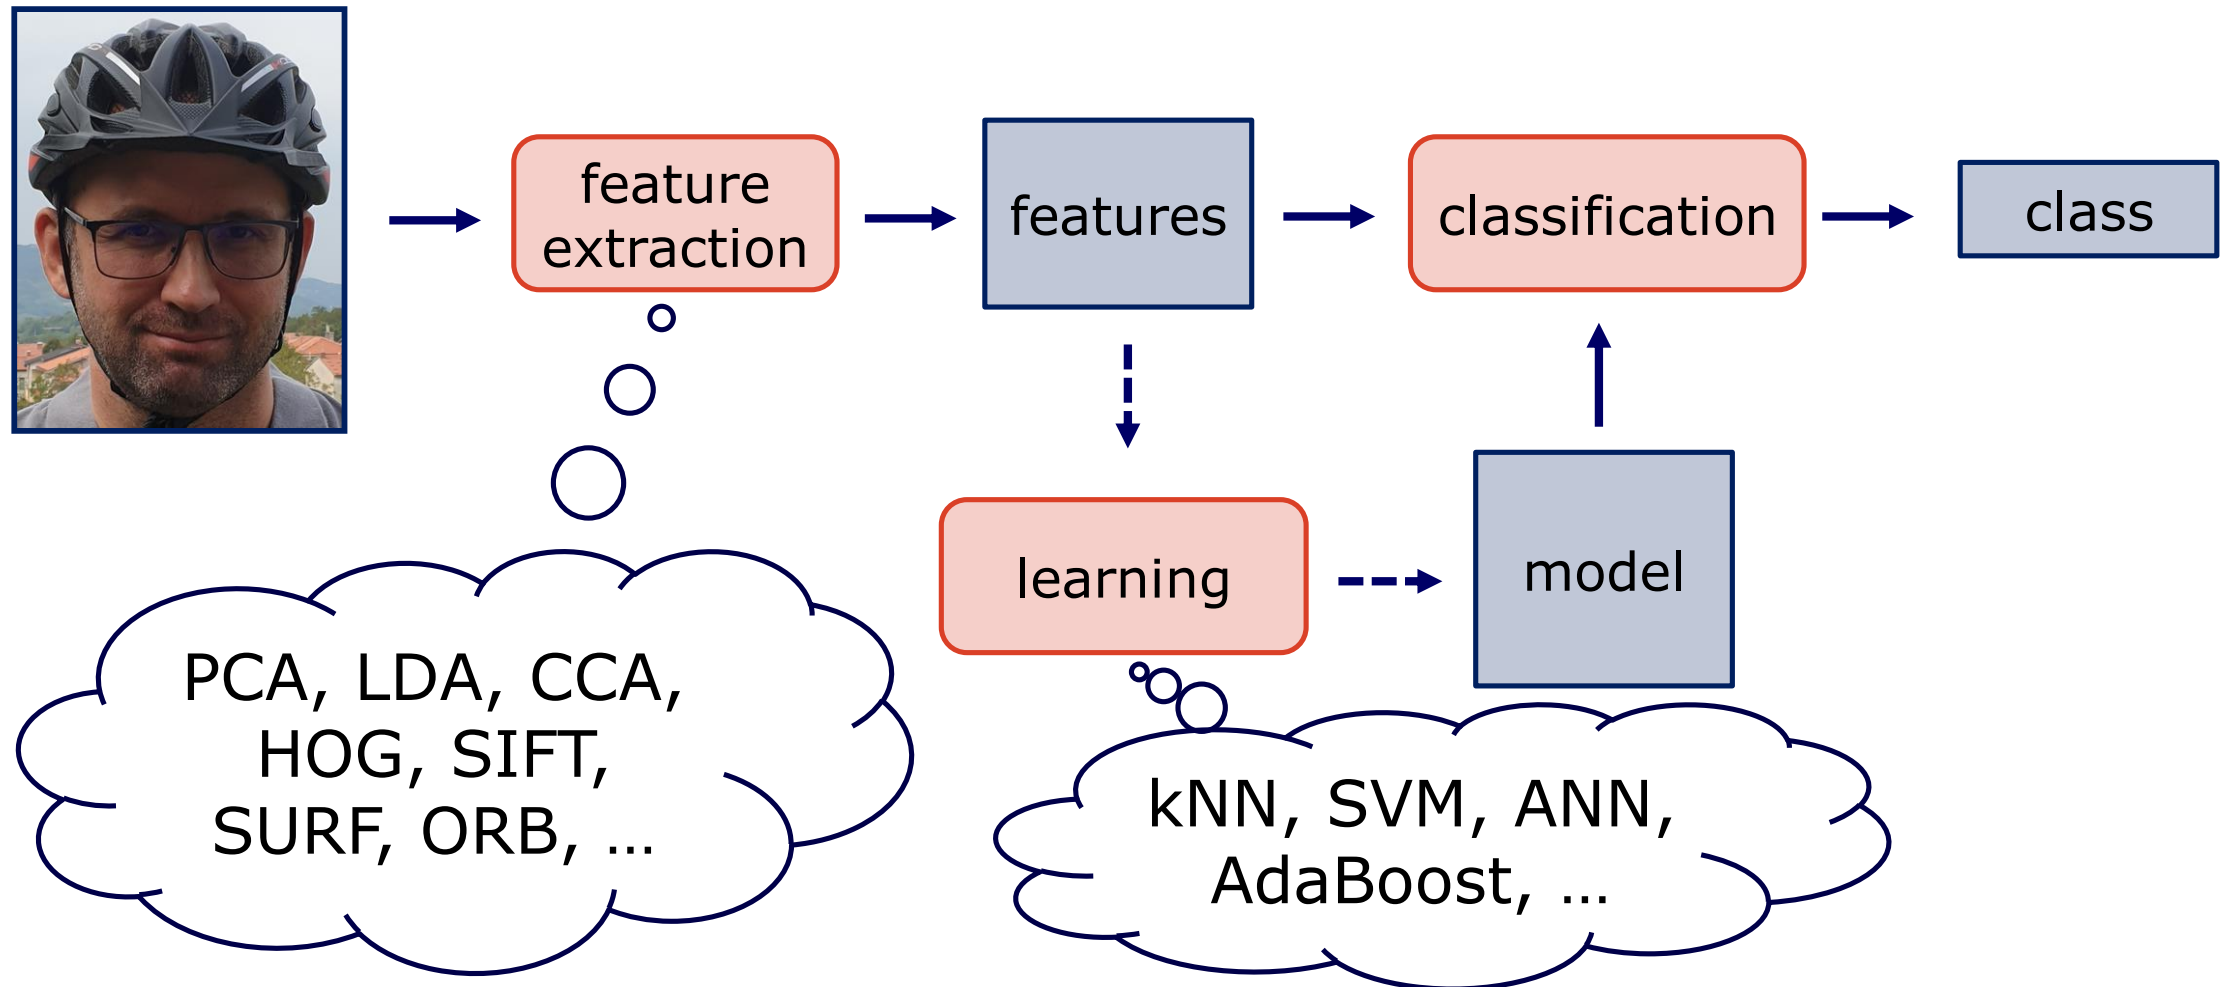 feature
extraction
features
classification
class
learning
model
PCA, LDA, CCA,
HOG, SIFT,
SURF, ORB, …
kNN, SVM, ANN,
AdaBoost, …